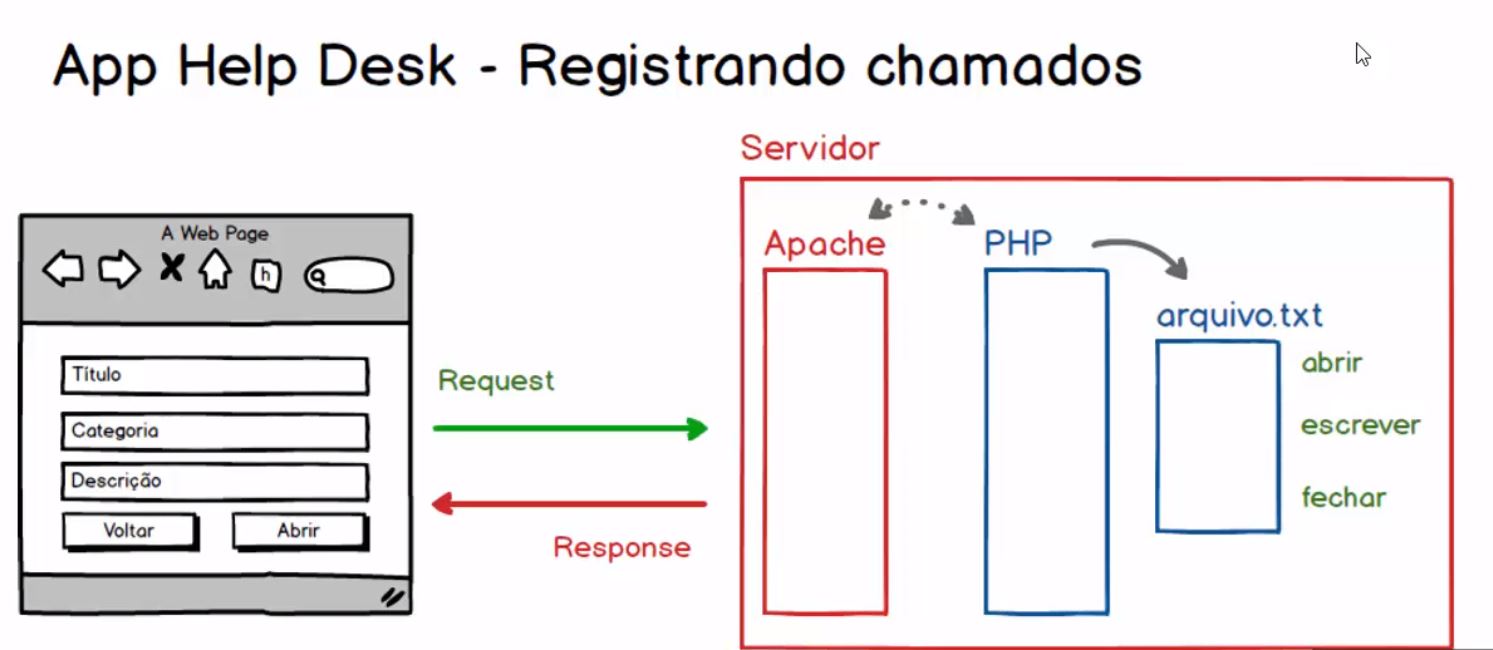 App Help Desk - Registrando chamados
Servidor
A Web Page
h
Apache
PHP
arquivo.txt
Título
Categoria
Descrição
Voltar
Abrir
Request
Response
abrir
escrever
fechar